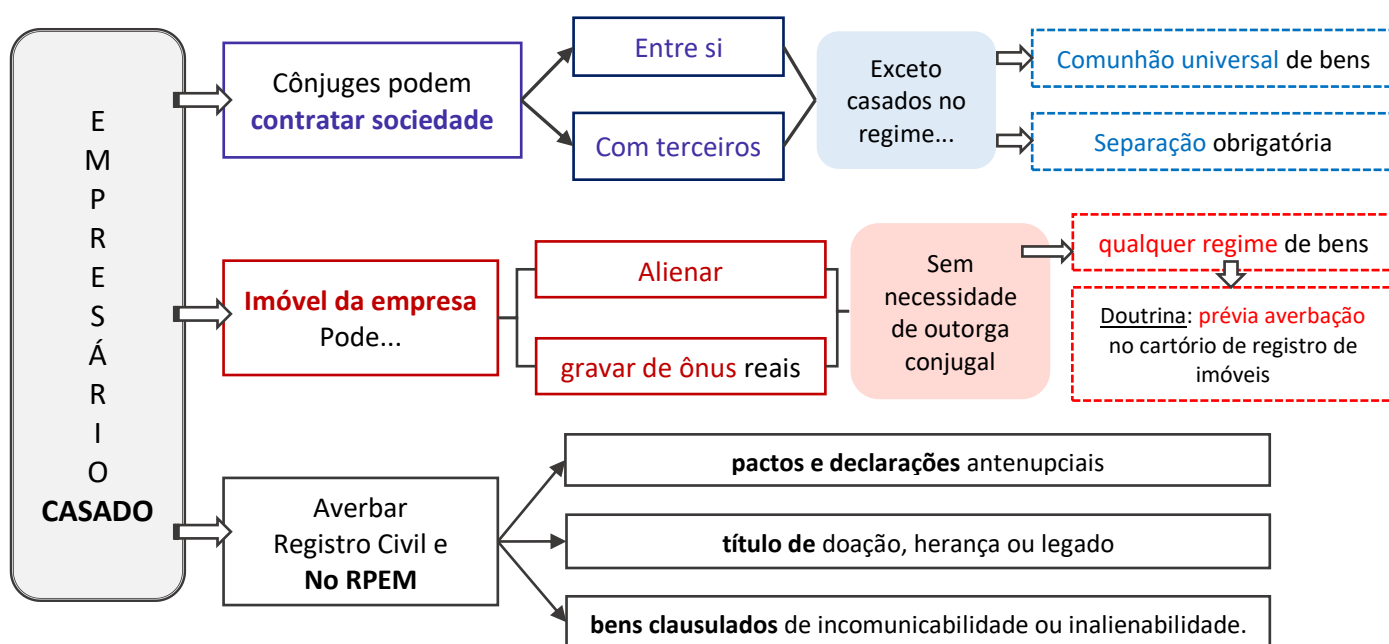 E
M
P
R
E
S
Á
R
I
O
CASADO
Cônjuges podem
contratar sociedade
Entre si
Com terceiros
Exceto
casados no
regime...
Comunhão universal de bens
Separação obrigatória
Imóvel da empresa
Pode...
Alienar
gravar de ônus reais
Sem
necessidade
de outorga
conjugal
qualquer regime de bens
Doutrina: prévia averbação
no cartório de registro de
imóveis
Averbar
Registro Civil e
No RPEM
pactos e declarações antenupciais
título de doação, herança ou legado
bens clausulados de incomunicabilidade ou inalienabilidade.